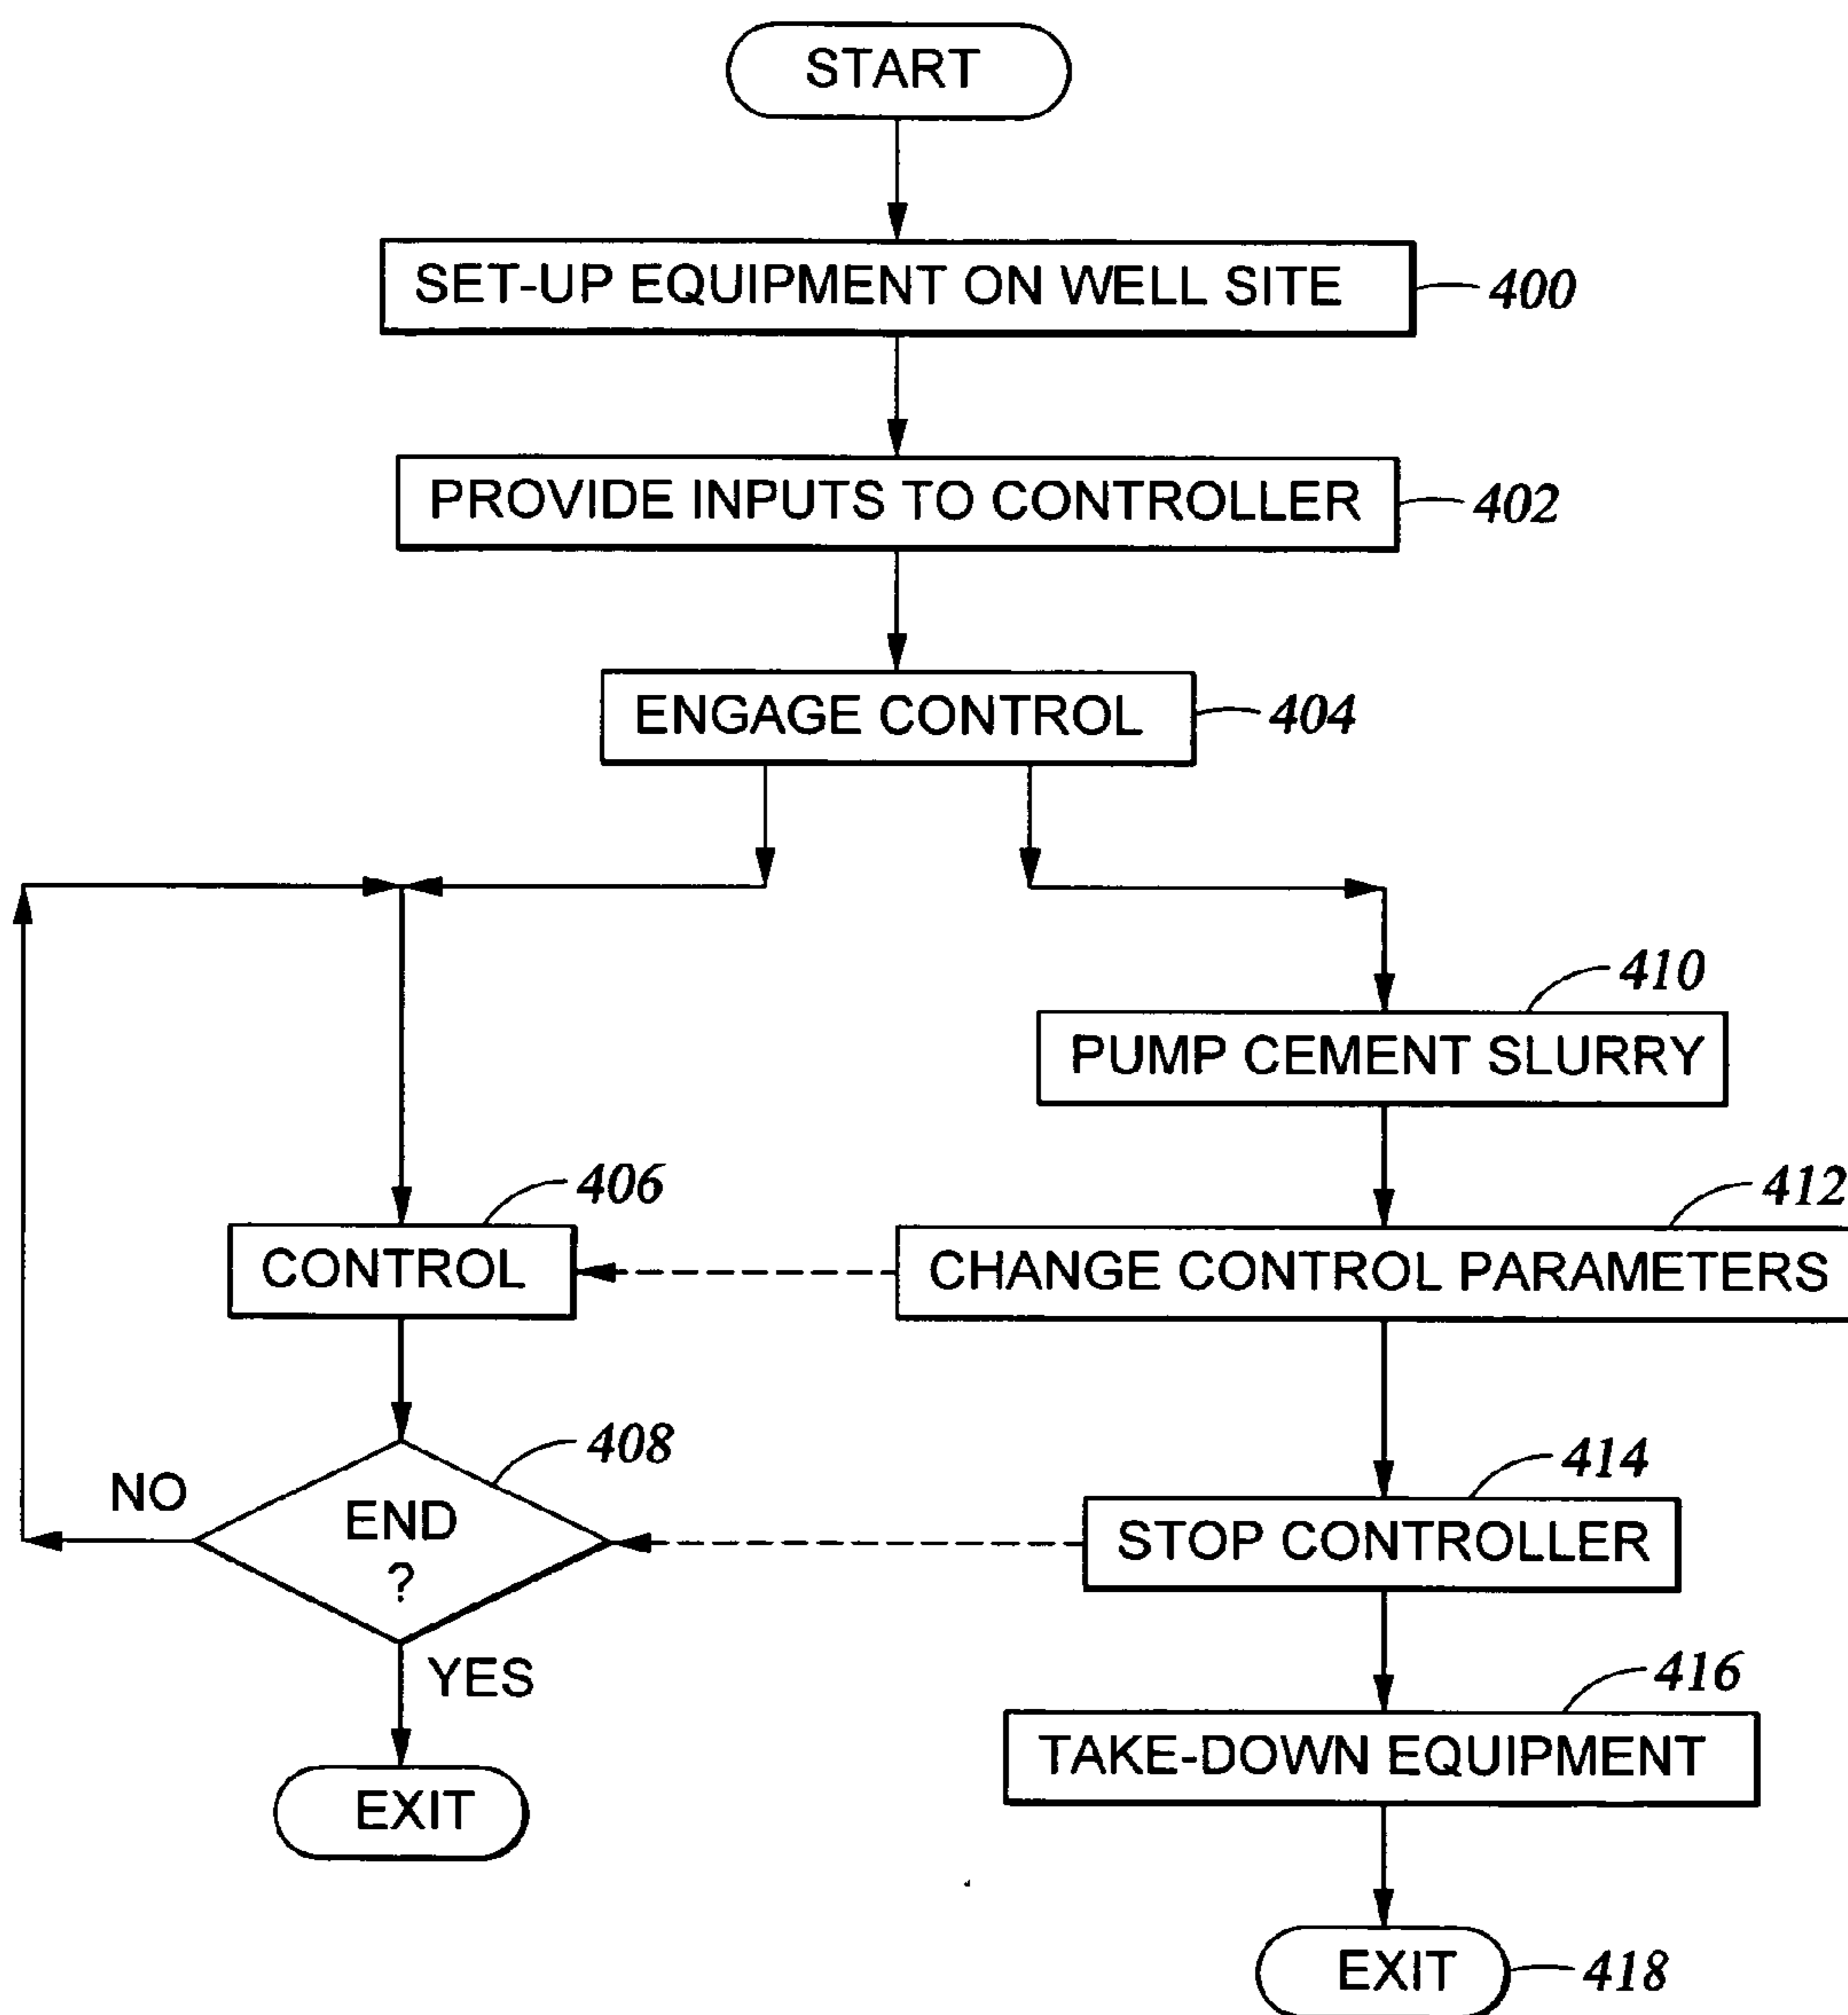 START
SET-UP EQUIPMENT ON WELL SITE
400
PROVIDE INPUTS TO CONTROLLER
402
ENGAGE CONTROL
404
410
PUMP CEMENT SLURRY
406
412
CONTROL
CHANGE CONTROL PARAMETERS
408
414
NO
END
?
STOP CONTROLLER
YES
416
TAKE-DOWN EQUIPMENT
EXIT
EXIT
418